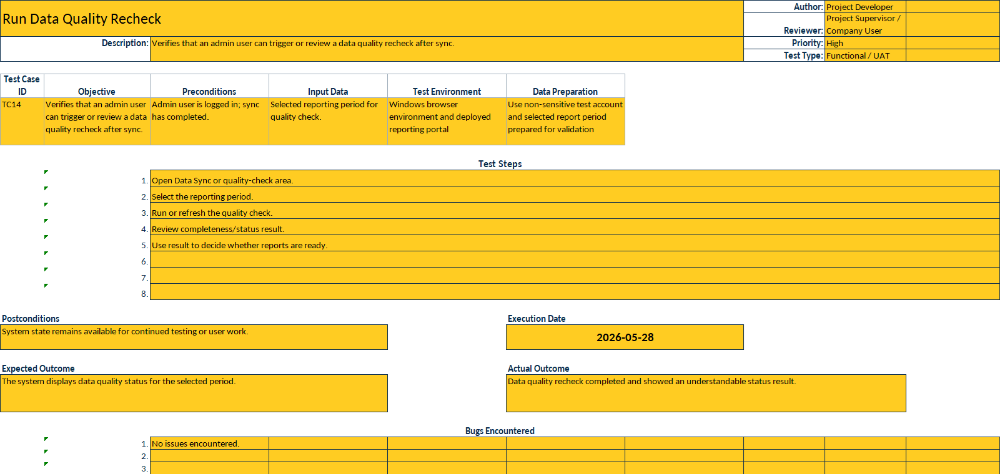 Run Data Quality Recheck
Author: Project Developer
Reviewer: Project Supervisor /
Company User
Description: Verifies that an admin user can trigger or review a data quality recheck after sync.
Priority: High
Test Type: Functional / UAT
Test Case
ID
Objective
Preconditions
Input Data
Test Environment
Data Preparation
TC14
Verifies that an admin user
can trigger or review a data
quality recheck after sync.
Admin user is logged in; sync
has completed.
Selected reporting period for
quality check.
Windows browser
environment and deployed
reporting portal
Use non-sensitive test account
and selected report period
prepared for validation
Test Steps
1. Open Data Sync or quality-check area.
2. Select the reporting period.
3. Run or refresh the quality check.
4. Review completeness/status result.
5. Use result to decide whether reports are ready.
6.
7.
8.
Postconditions
System state remains available for continued testing or user work.
Execution Date
2026-05-28
Expected Outcome
The system displays data quality status for the selected period.
Actual Outcome
Data quality recheck completed and showed an understandable status result.
Bugs Encountered
1. No issues encountered.
2.
3.